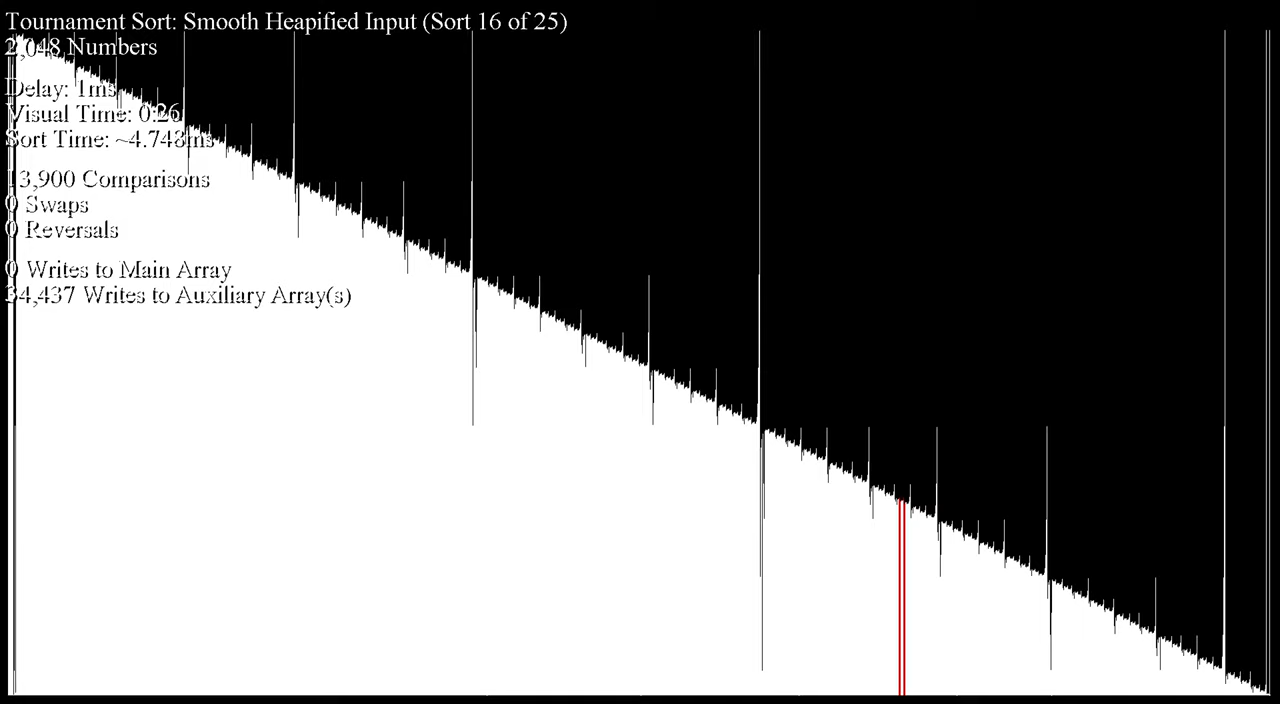 Tournament Sort: Smooth Heapified Input (Sort 16 of 25)
2,048 Numbers
Delay: 1ms
Visual Time: 0:26
Sort Time: ~4.748ms
13,900 Comparisons
0 Swaps
0 Reversals
0 Writes to Main Array
34,437 Writes to Auxiliary Array(s)